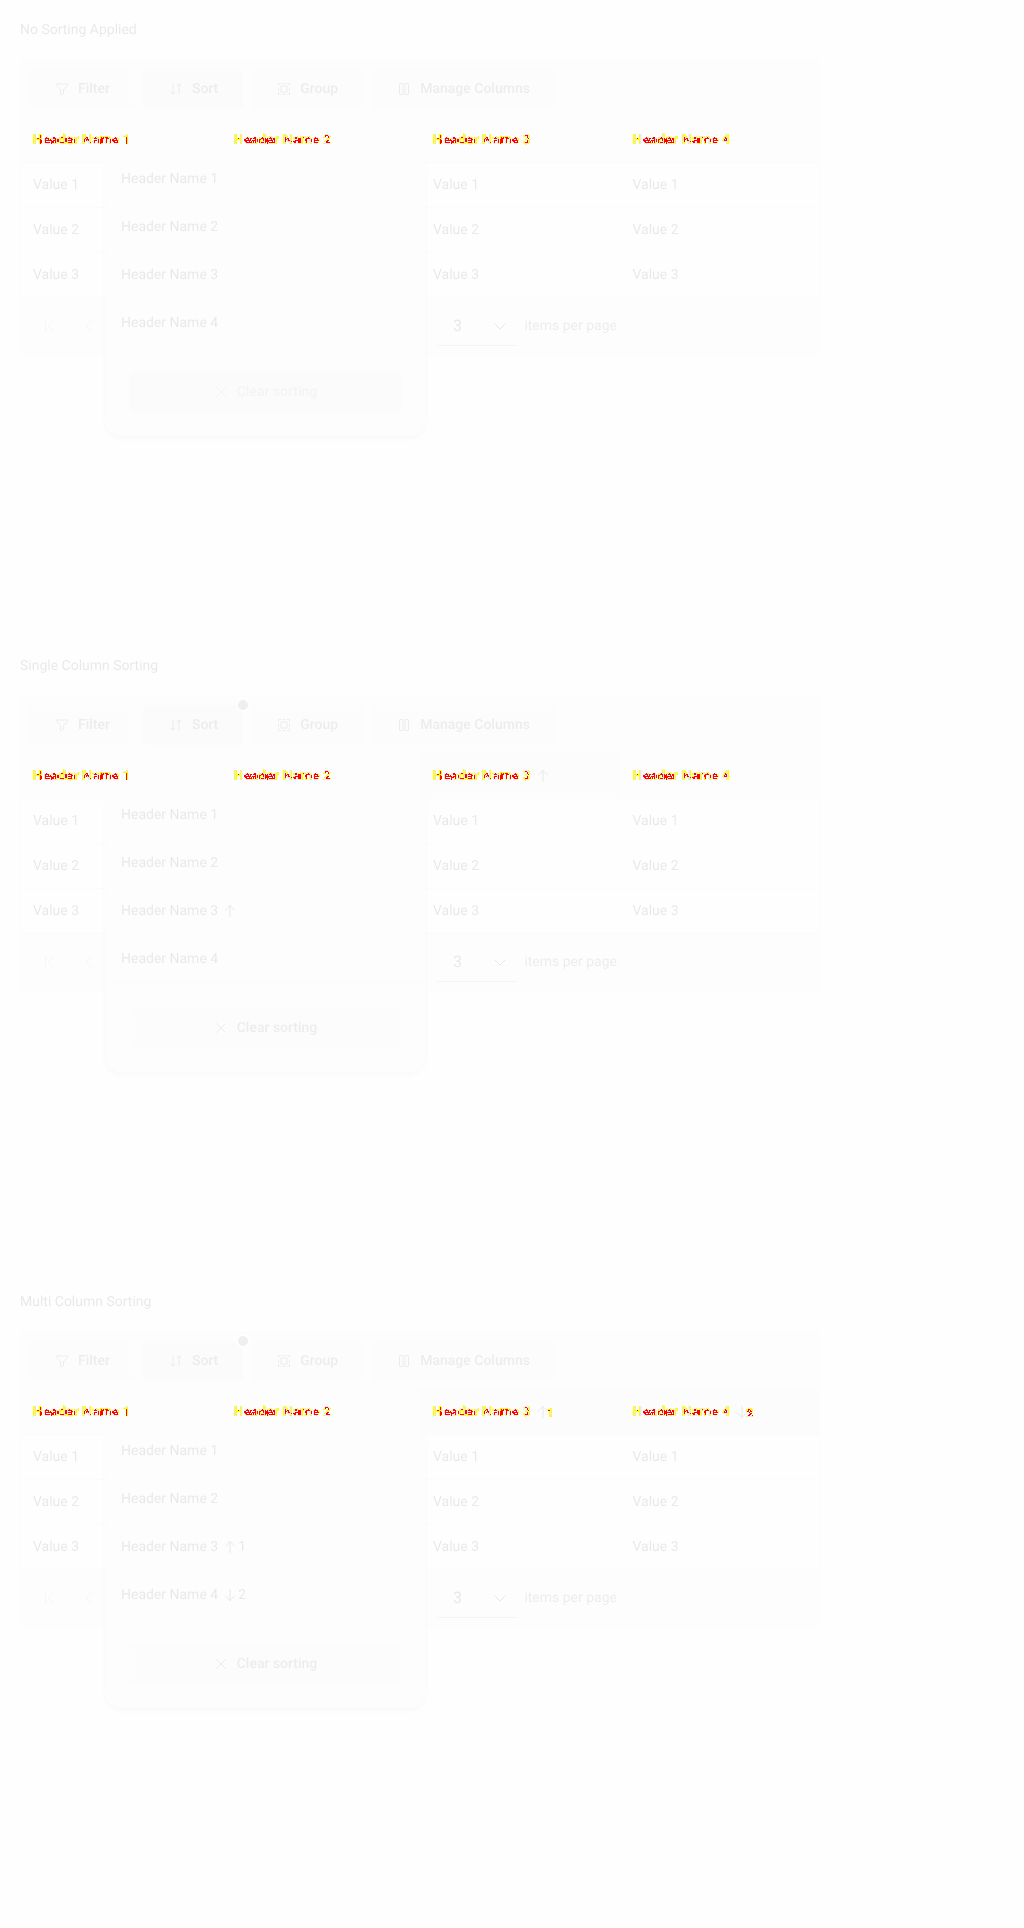 No Sorting Applied
Filter Sort Group Manage Columns
Header Name 1 Header Name 2 Header Name 3 Header Name 4
Header Name 1
Value 1 Value 1 Value 1
Header Name 2
Value 2 Value 2 Value 2
Header Name 3
Value 3 Value 3 Value 3
Header Name 4
3 items per page
Clear sorting
Single Column Sorting
Filter Sort Group Manage Columns
Header Name 1 Header Name 2 Header Name 3 ↑ Header Name 4
Header Name 1
Value 1 Value 1 Value 1
Header Name 2
Value 2 Value 2 Value 2
Value 3 Header Name 3 ↑ Value 3 Value 3
Header Name 4
3 items per page
Clear sorting
Multi Column Sorting
Filter Sort Group Manage Columns
Header Name 1 Header Name 2 Header Name 3 ↑1 Header Name 4 ↓2
Header Name 1
Value 1 Value 1 Value 1
Header Name 2
Value 2 Value 2 Value 2
Value 3 Header Name 3 ↑1 Value 3 Value 3
Header Name 4 ↓2
3 items per page
Clear sorting